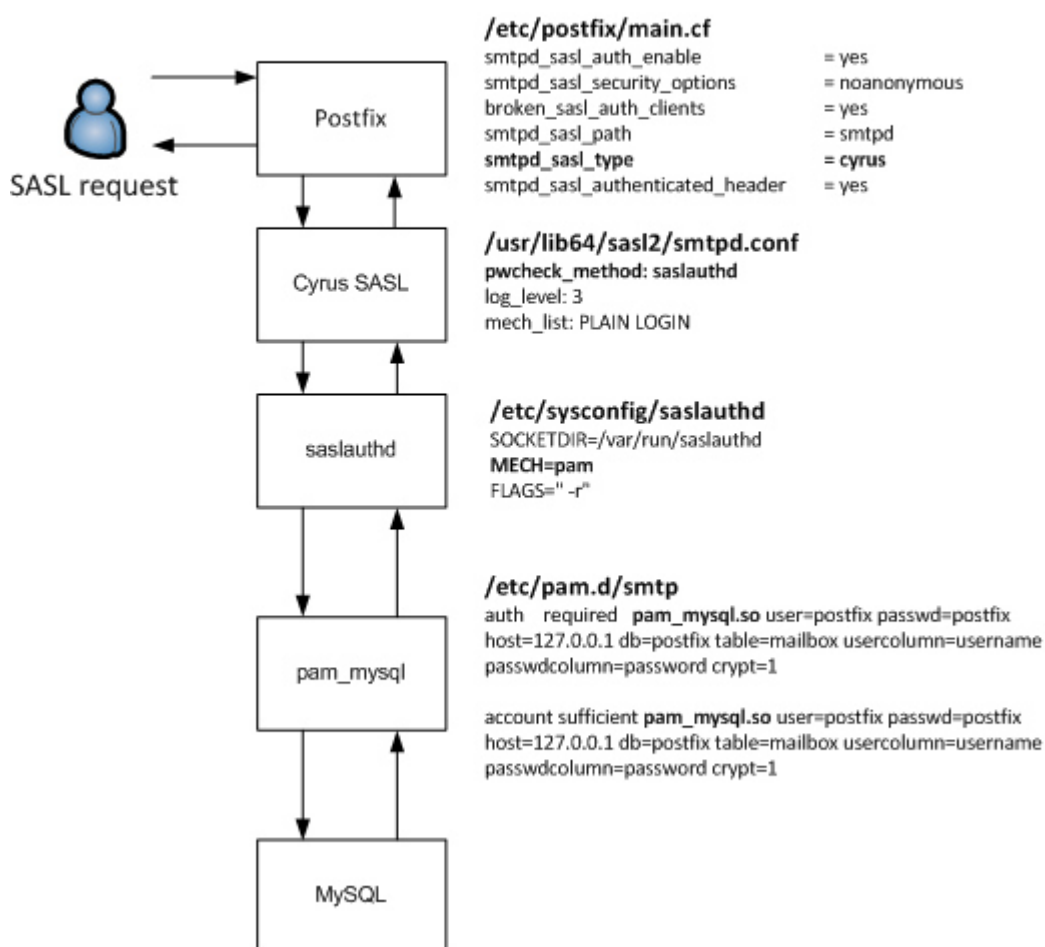 /etc/postfix/main.cf
smtpd_sasl_auth_enable = yes
smtpd_sasl_security_options = noanonymous
broken_sasl_auth_clients = yes
smtpd_sasl_path = smtpd
smtpd_sasl_type = cyrus
smtpd_sasl_authenticated_header = yes
Postfix
SASL request
/usr/lib64/sasl2/smtpd.conf
pwcheck_method: saslauthd
log_level: 3
mech_list: PLAIN LOGIN
Cyrus SASL
/etc/sysconfig/saslauthd
SOCKETDIR=/var/run/saslauthd
MECH=pam
FLAGS=" -r"
saslauthd
/etc/pam.d/smtp
auth required pam_mysql.so user=postfix passwd=postfix
host=127.0.0.1 db=postfix table=mailbox usercolumn=username
passwdcolumn=password crypt=1
account sufficient pam_mysql.so user=postfix passwd=postfix
host=127.0.0.1 db=postfix table=mailbox usercolumn=username
passwdcolumn=password crypt=1
pam_mysql
MySQL